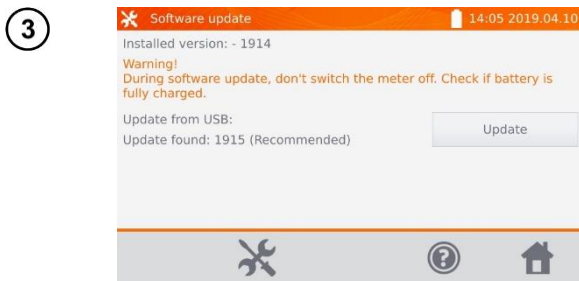 3
Software update
14:05 2019.04.10
Installed version: - 1914
Warning!
During software update, don't switch the meter off. Check if battery is
fully charged.
Update from USB:
Update found: 1915 (Recommended)
Update
?